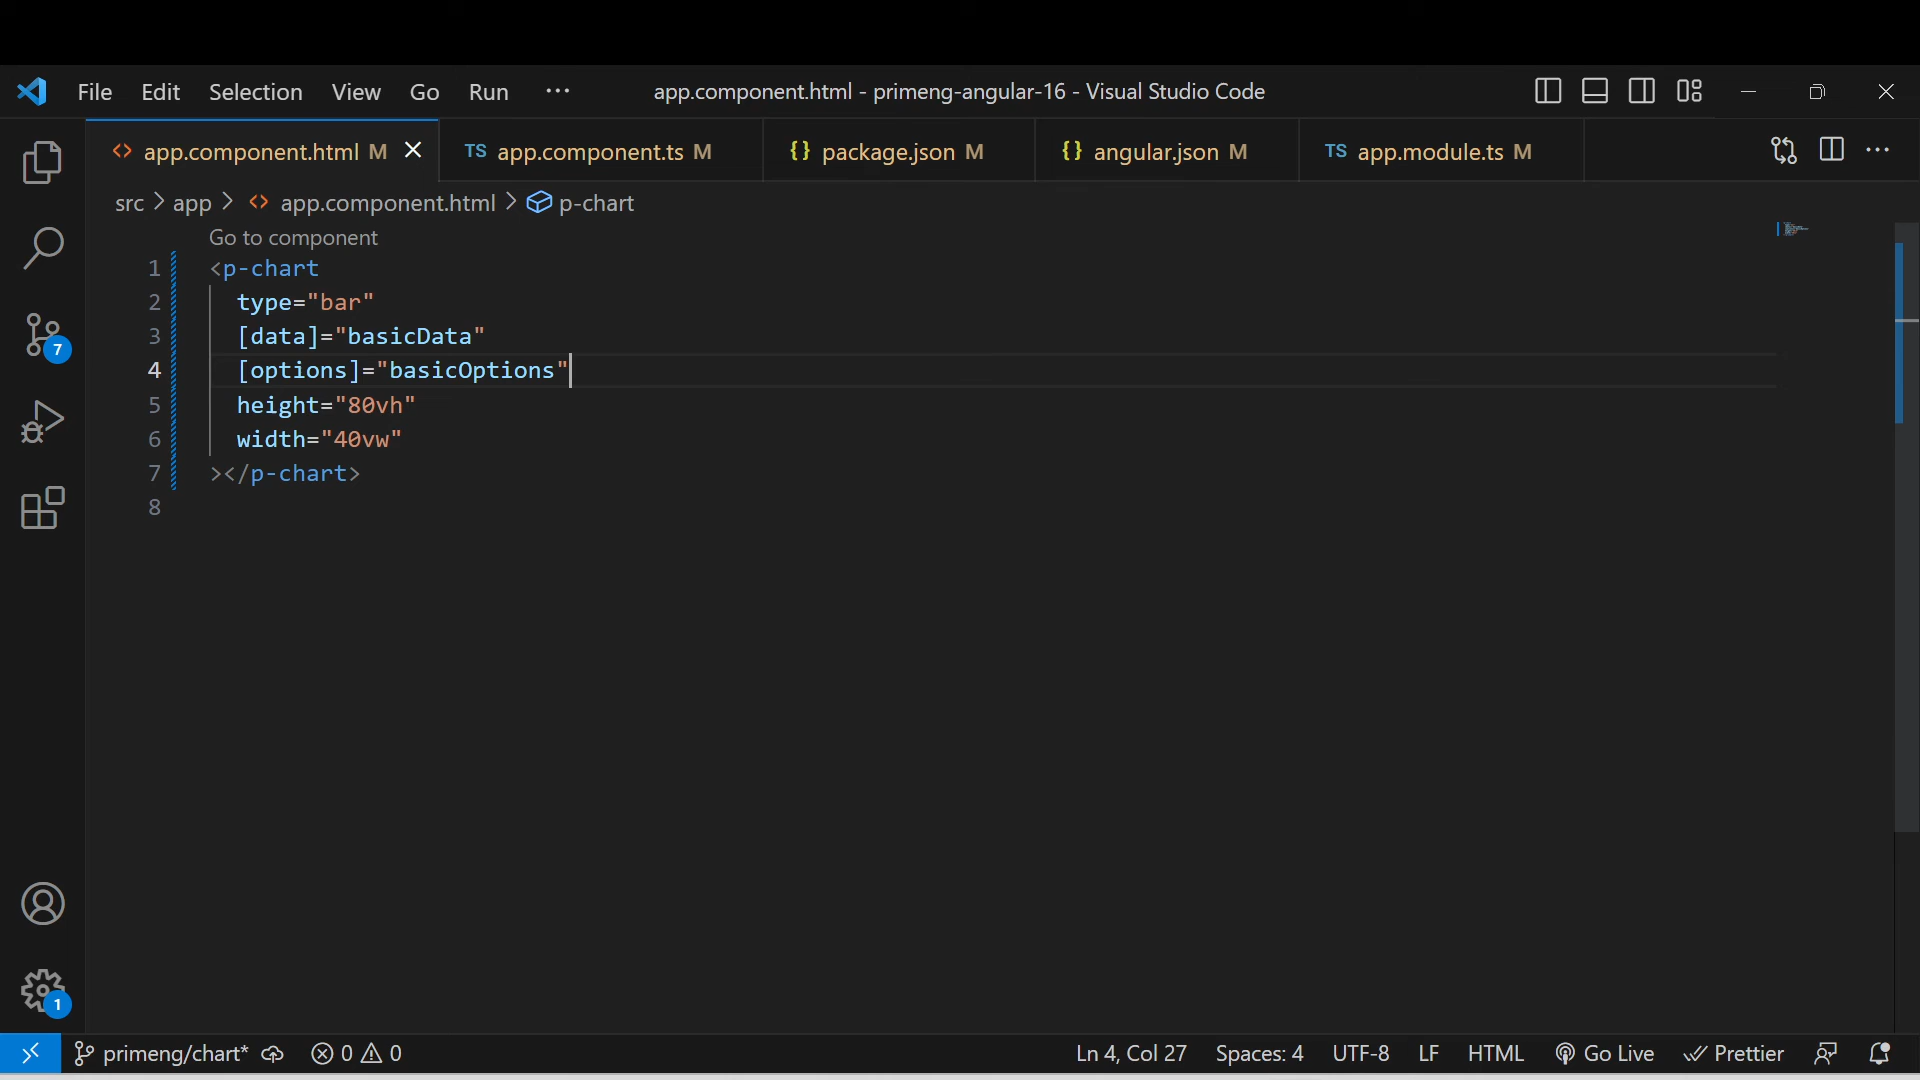 File Edit Selection View Go Run ··· app.component.html - primeng-angular-16 - Visual Studio Code
<> app.component.html M TS app.component.ts M {} package.json M {} angular.json M TS app.module.ts M
src > app > <> app.component.html > p-chart
Go to component
1 <p-chart
2 type="bar"
3 [data]="basicData"
4 [options]="basicOptions"
5 height="80vh"
6 width="40vw"
7 ></p-chart>
8
7
1
primeng/chart* 0 0 Ln 4, Col 27 Spaces: 4 UTF-8 LF HTML Go Live Prettier